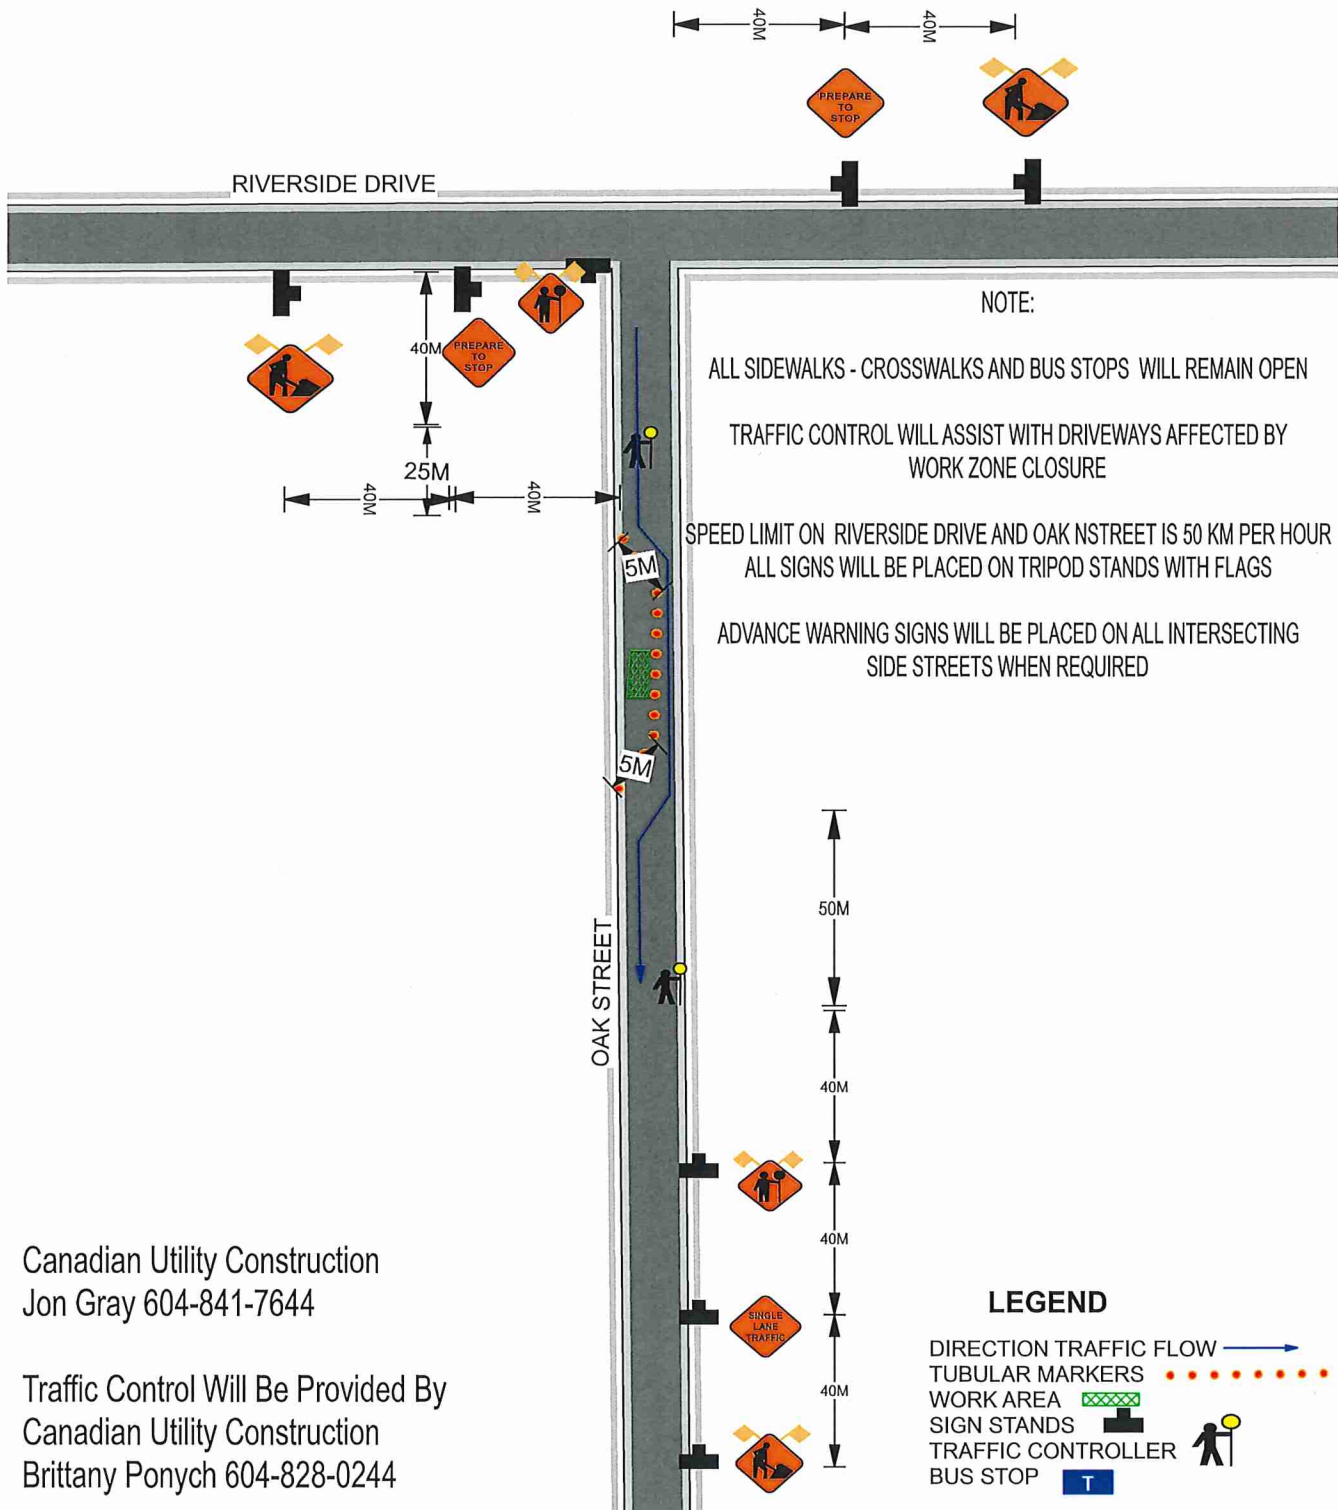 40M
40M
PREPARE
TO
STOP
RIVERSIDE DRIVE
40M
PREPARE
TO
STOP
25M
40M
40M
NOTE:
ALL SIDEWALKS - CROSSWALKS AND BUS STOPS WILL REMAIN OPEN
TRAFFIC CONTROL WILL ASSIST WITH DRIVEWAYS AFFECTED BY
WORK ZONE CLOSURE
SPEED LIMIT ON RIVERSIDE DRIVE AND OAK NSTREET IS 50 KM PER HOUR
ALL SIGNS WILL BE PLACED ON TRIPOD STANDS WITH FLAGS
ADVANCE WARNING SIGNS WILL BE PLACED ON ALL INTERSECTING
SIDE STREETS WHEN REQUIRED
5M
5M
50M
OAK STREET
40M
40M
SINGLE
LANE
TRAFFIC
40M
Canadian Utility Construction
Jon Gray 604-841-7644
Traffic Control Will Be Provided By
Canadian Utility Construction
Brittany Ponych 604-828-0244
LEGEND
DIRECTION TRAFFIC FLOW
TUBULAR MARKERS
WORK AREA
SIGN STANDS
TRAFFIC CONTROLLER
BUS STOP T